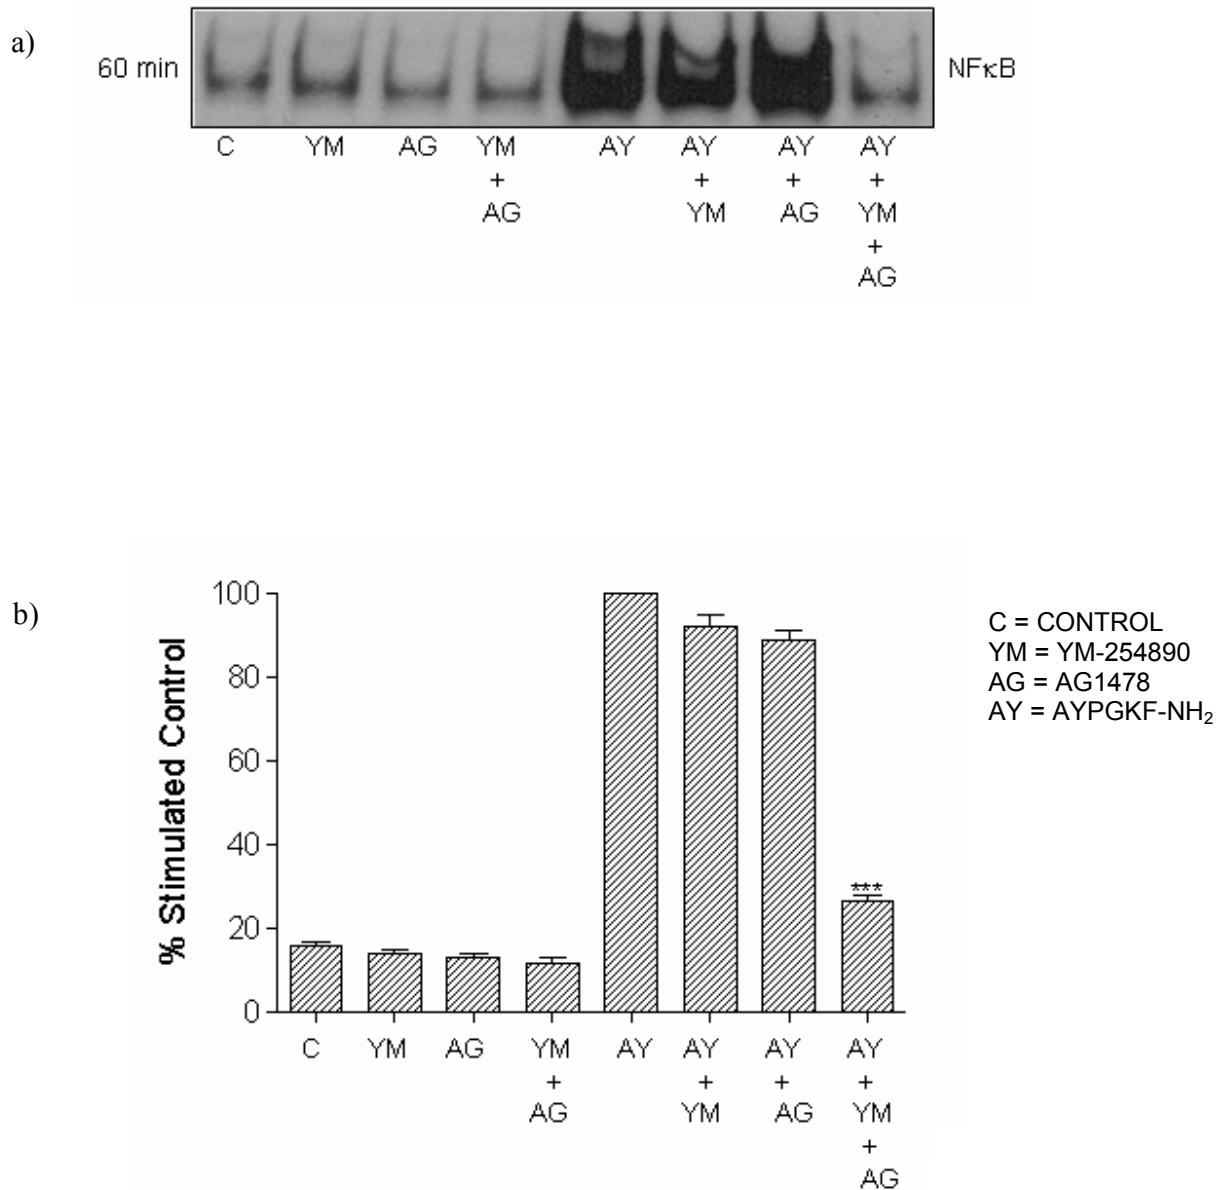 a)
60 min
NFκB
C YM AG YM AY AY AY AY
+ + + +
AG YM AG YM
+
AG
b)
% Stimulated Control
100
80
60
40
20
0
***
C YM AG YM AY AY AY AY
+ + + +
AG YM AG YM
+
AG
C = CONTROL
YM = YM-254890
AG = AG1478
AY = AYPGKF-NH₂